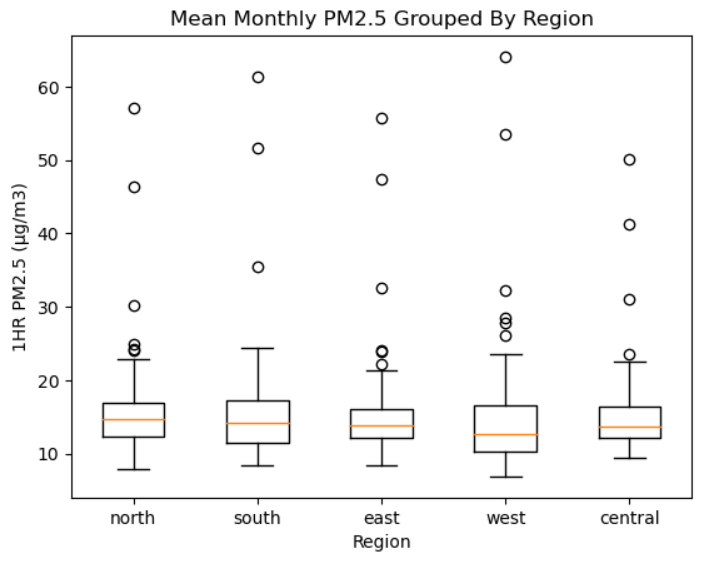 Mean Monthly PM2.5 Grouped By Region
1HR PM2.5 (µg/m3)
60
50
40
30
20
10
north south east west central
Region